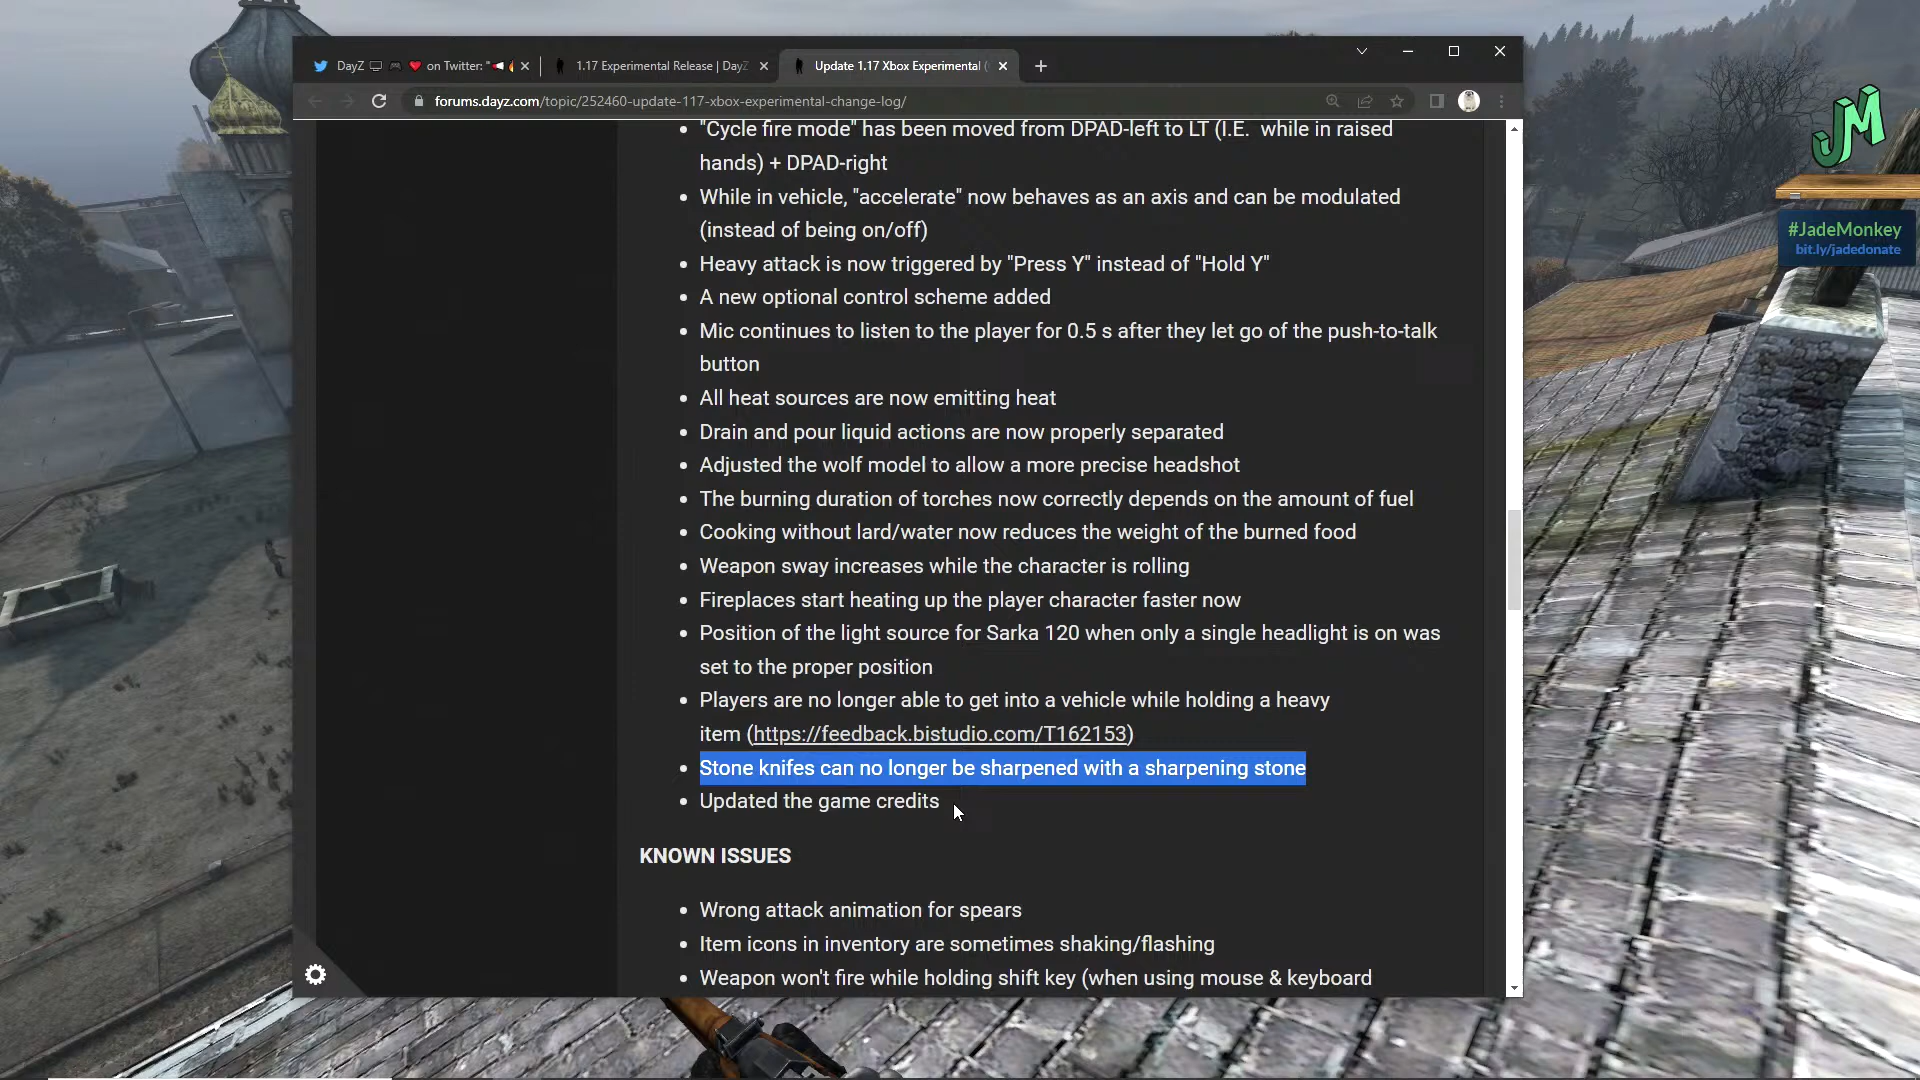 DayZ on Twitter: "
1.17 Experimental Release | DayZ
Update 1.17 Xbox Experimental (
forums.dayz.com/topic/252460-update-117-xbox-experimental-change-log/
"Cycle fire mode" has been moved from DPAD-left to LT (I.E. while in raised
hands) + DPAD-right
While in vehicle, "accelerate" now behaves as an axis and can be modulated
(instead of being on/off)
Heavy attack is now triggered by "Press Y" instead of "Hold Y"
A new optional control scheme added
Mic continues to listen to the player for 0.5 s after they let go of the push-to-talk
button
All heat sources are now emitting heat
Drain and pour liquid actions are now properly separated
Adjusted the wolf model to allow a more precise headshot
The burning duration of torches now correctly depends on the amount of fuel
Cooking without lard/water now reduces the weight of the burned food
Weapon sway increases while the character is rolling
Fireplaces start heating up the player character faster now
Position of the light source for Sarka 120 when only a single headlight is on was
set to the proper position
Players are no longer able to get into a vehicle while holding a heavy
item (https://feedback.bistudio.com/T162153)
Stone knifes can no longer be sharpened with a sharpening stone
Updated the game credits
KNOWN ISSUES
Wrong attack animation for spears
Item icons in inventory are sometimes shaking/flashing
Weapon won't fire while holding shift key (when using mouse & keyboard
JM
#JadeMonkey
bit.ly/jadedonate